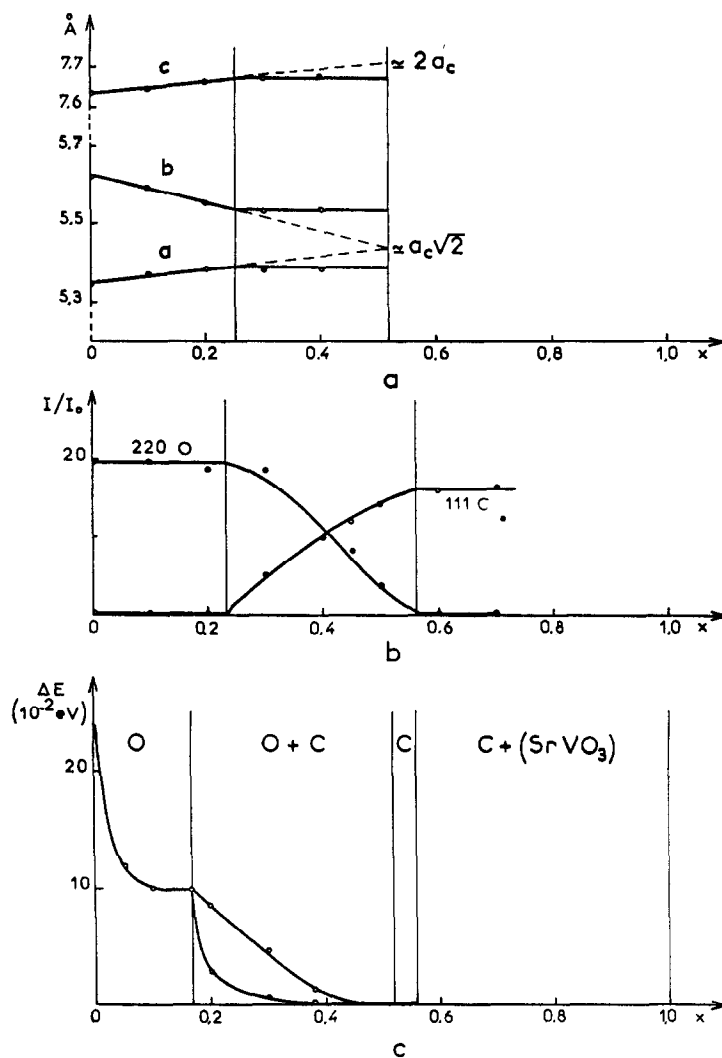 Å
7.7
c
≃ 2 a꜀
7.6
5,7
b
5.5
≃ a꜀√2
a
5,3
0 0.2 0.4 0.6 0.8 1,0 x
a
I/I₀
20
220 O
111 C
0 0.2 0.4 0.6 0.8 1.0 x
b
ΔE
(10⁻² eV)
O O + C C C + (Sr VO₃)
20
10
0 0,2 0.4 0.6 0.8 1.0 x
c